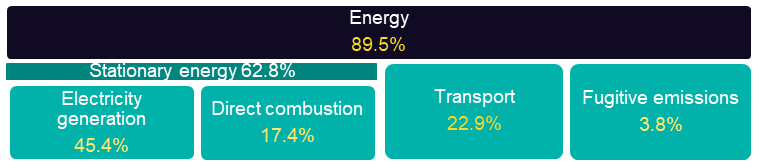 Energy
89.5%
Stationary energy 62.8%
Electricity
generation
45.4%
Direct combustion
17.4%
Transport
22.9%
Fugitive emissions
3.8%